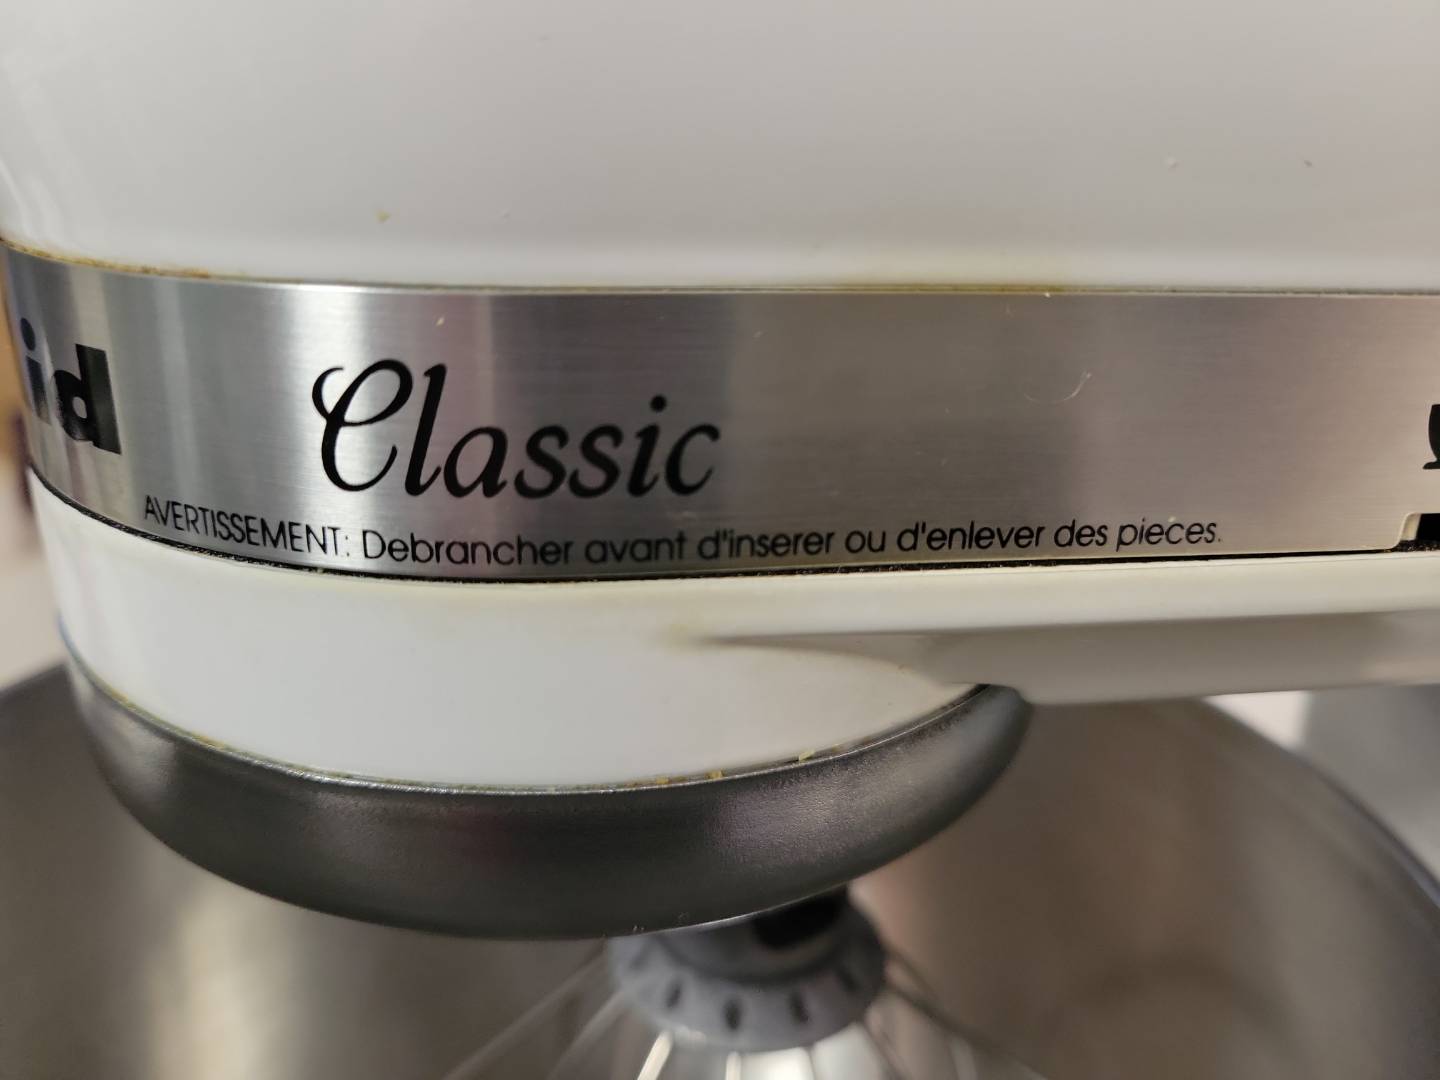 id
Classic
AVERTISSEMENT: Debrancher avant d'inserer ou d'enlever des pieces.